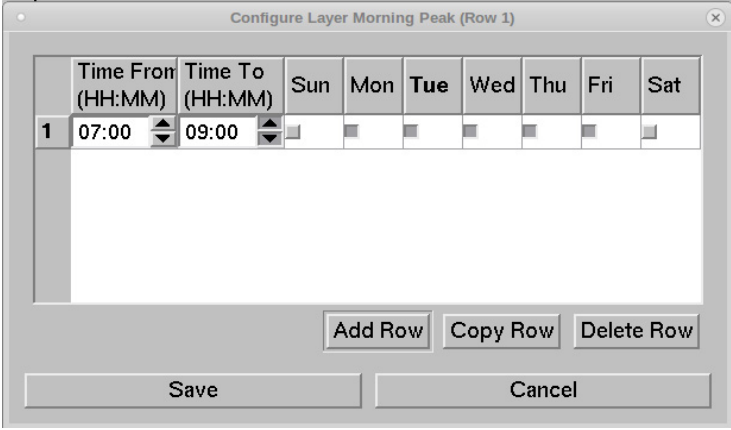 Configure Layer Morning Peak (Row 1)
Time From Time To
(HH:MM) (HH:MM) Sun Mon Tue Wed Thu Fri Sat
1 07:00 09:00
Add Row Copy Row Delete Row
Save Cancel